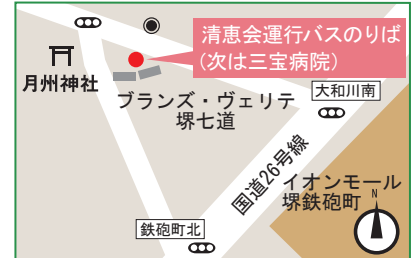 清恵会運行バスのりば
(次は三宝病院)
月州神社
ブランズ・ヴェリテ
堺七道
大和川南
国道26号線
イオンモール
堺鉄砲町
N
鉄砲町北